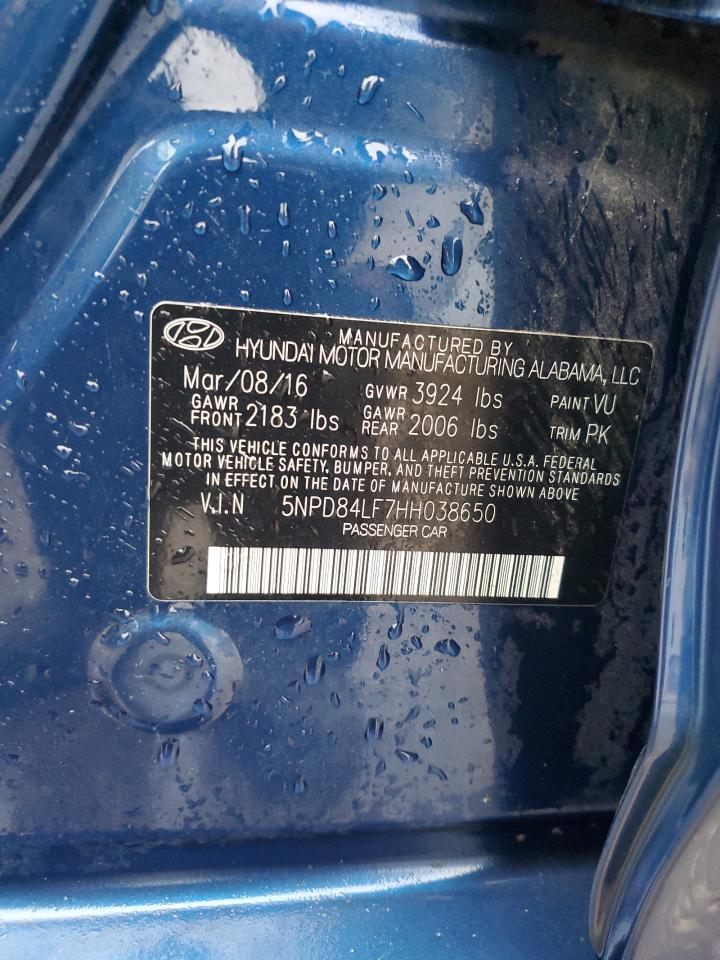 MANUFACTURED BY
HYUNDAI MOTOR MANUFACTURING ALABAMA, LLC
Mar/08/16 GVWR 3924 lbs PAINT VU
GAWR FRONT 2183 lbs GAWR REAR 2006 lbs TRIM PK
THIS VEHICLE CONFORMS TO ALL APPLICABLE U.S.A. FEDERAL
MOTOR VEHICLE SAFETY, BUMPER, AND THEFT PREVENTION STANDARDS
IN EFFECT ON THE DATE OF MANUFACTURE SHOWN ABOVE
V.I.N 5NPD84LF7HH038650
PASSENGER CAR